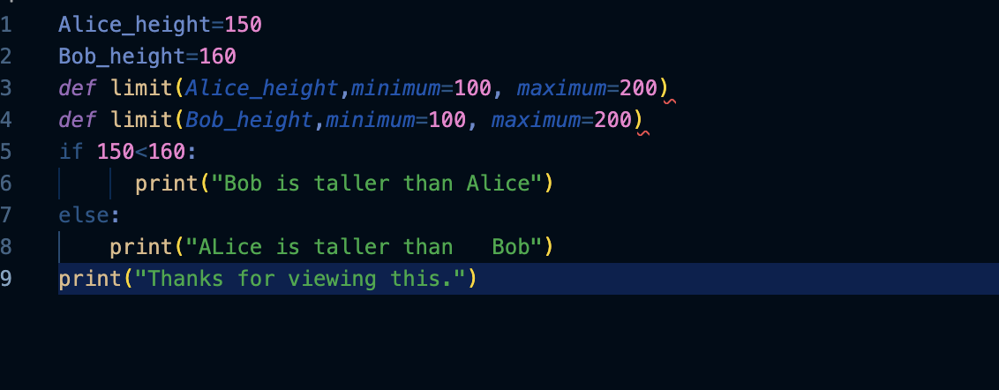 1 Alice_height=150
2 Bob_height=160
3 def limit(Alice_height,minimum=100, maximum=200)
4 def limit(Bob_height,minimum=100, maximum=200)
5 if 150<160:
6       print("Bob is taller than Alice")
7 else:
8     print("ALice is taller than   Bob")
9 print("Thanks for viewing this.")